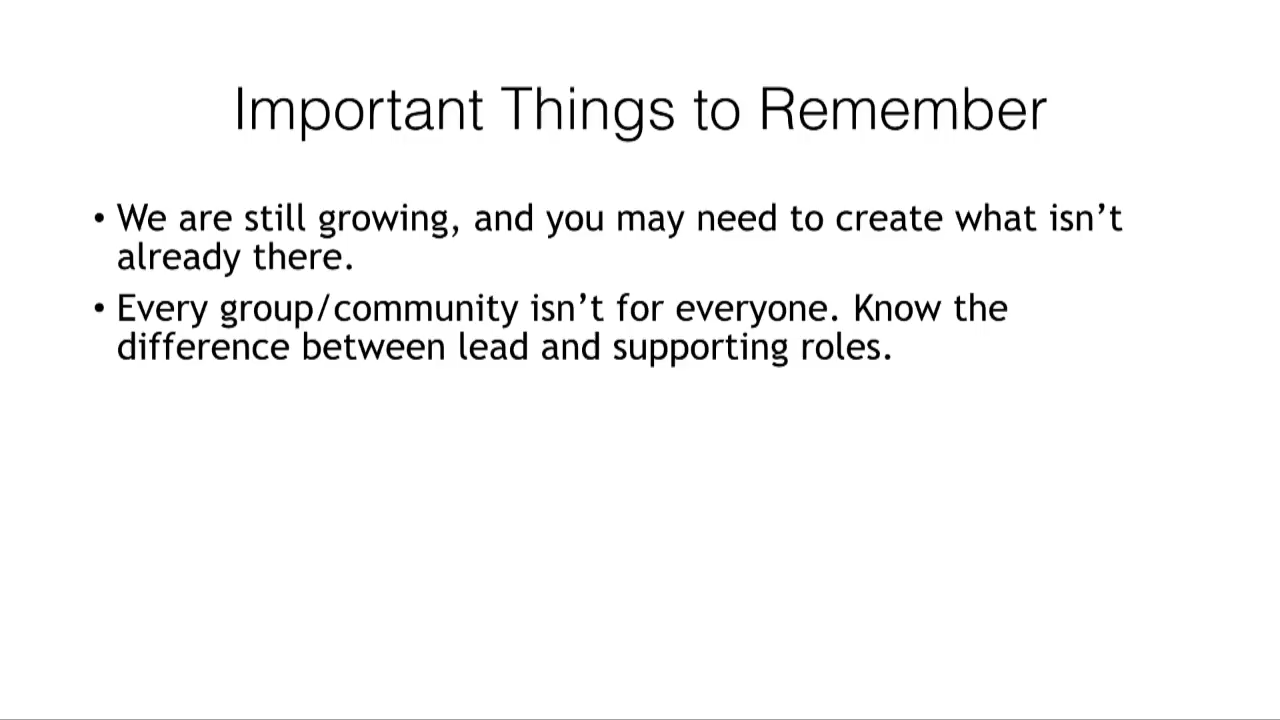 Important Things to Remember
• We are still growing, and you may need to create what isn’t
already there.
• Every group/community isn’t for everyone. Know the
difference between lead and supporting roles.